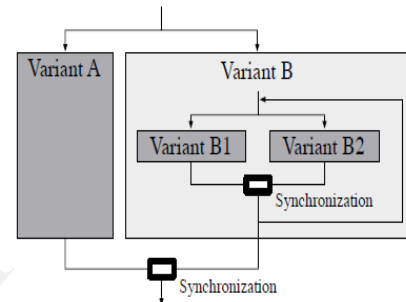 Variant A
Variant B
Variant B1
Variant B2
Synchronization
Synchronization